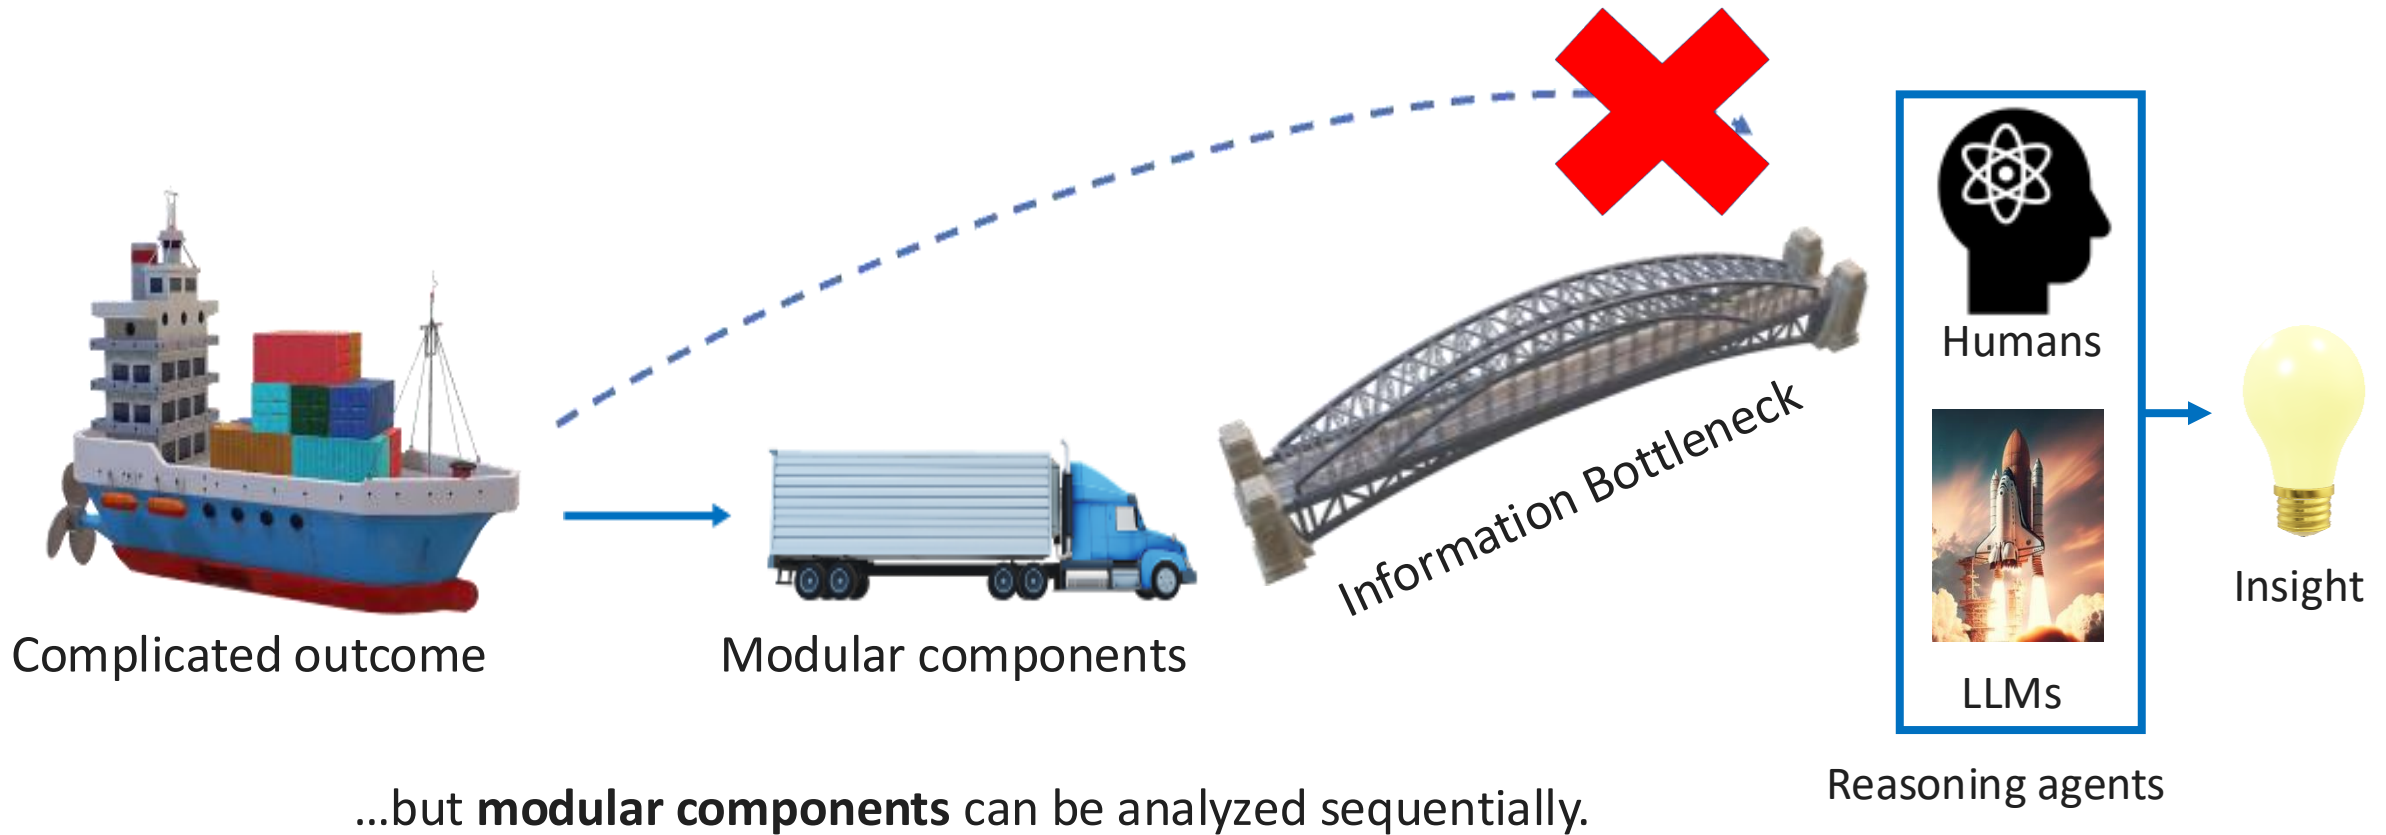 Humans
Information Bottleneck
Insight
Complicated outcome
Modular components
LLMs
Reasoning agents
...but modular components can be analyzed sequentially.